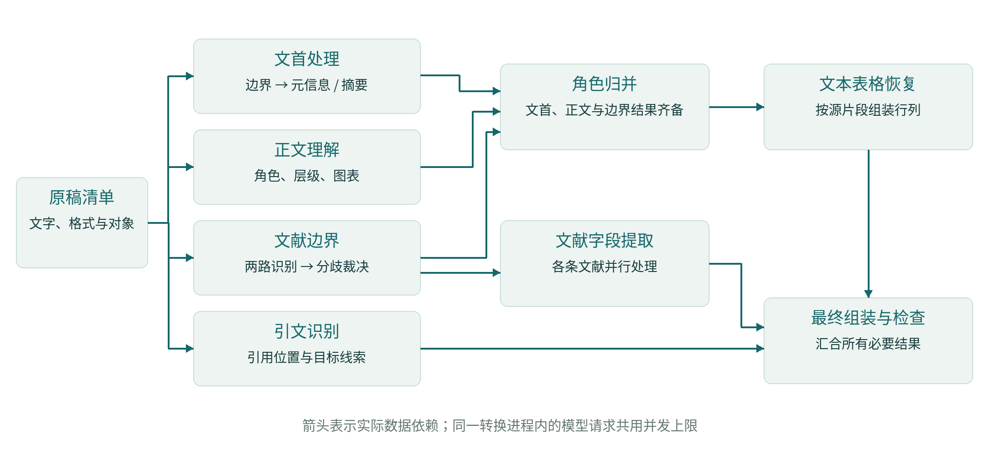 原稿清单
文字、格式与对象
文首处理
边界 → 元信息 / 摘要
正文理解
角色、层级、图表
文献边界
两路识别 → 分歧裁决
引文识别
引用位置与目标线索
角色归并
文首、正文与边界结果齐备
文献字段提取
各条文献并行处理
文本表格恢复
按源片段组装行列
最终组装与检查
汇合所有必要结果
箭头表示实际数据依赖；同一转换进程内的模型请求共用并发上限